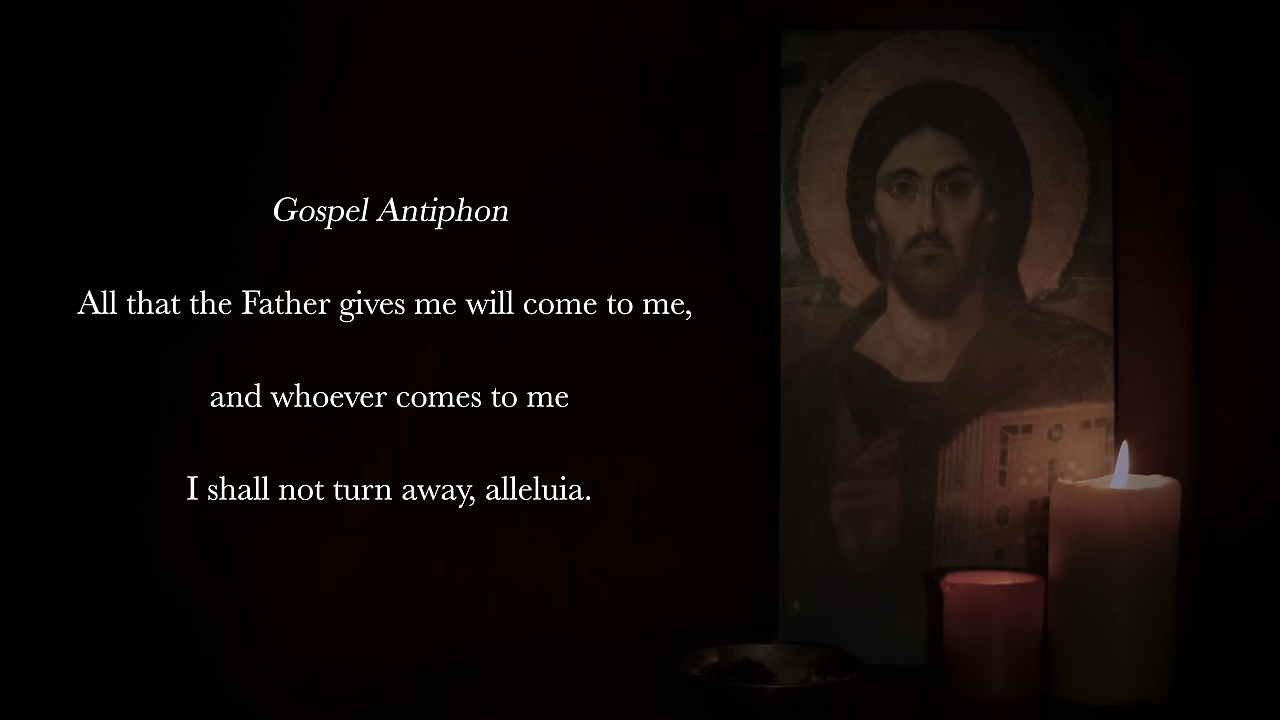 Gospel Antiphon
All that the Father gives me will come to me,
and whoever comes to me
I shall not turn away, alleluia.